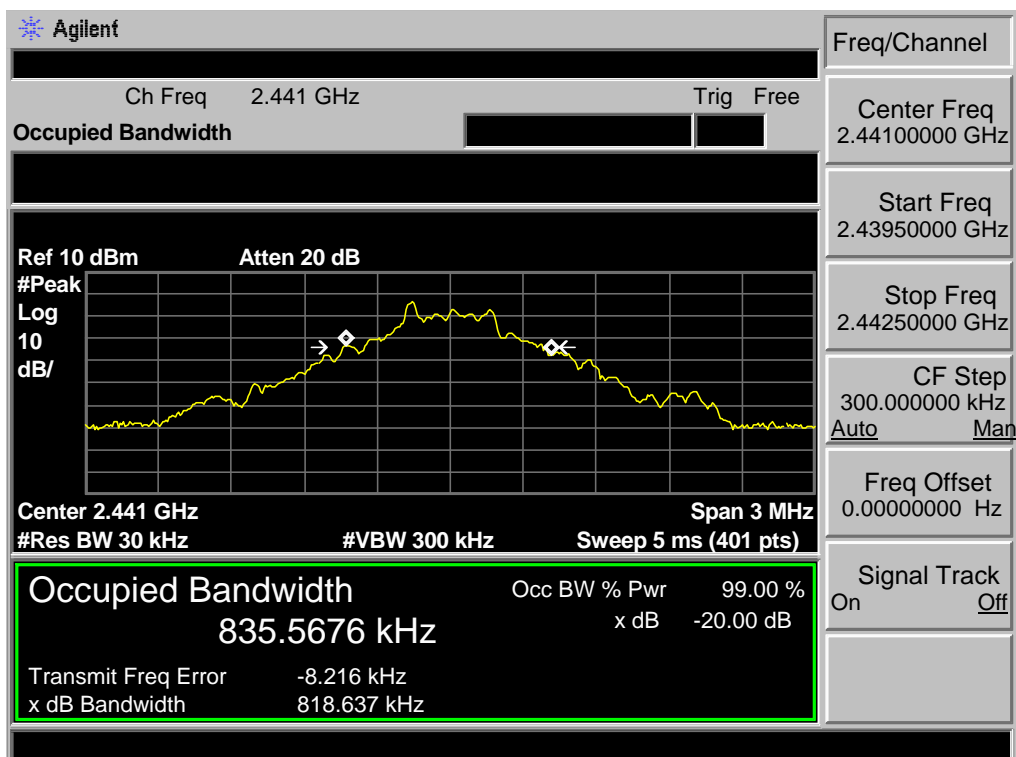 Agilent
Freq/Channel
Ch Freq 2.441 GHz Trig Free
Occupied Bandwidth
Center Freq
2.44100000 GHz
Start Freq
2.43950000 GHz
Ref 10 dBm Atten 20 dB
#Peak
Log
10
dB/
Stop Freq
2.44250000 GHz
CF Step
300.000000 kHz
Auto Man
Freq Offset
0.00000000 Hz
Center 2.441 GHz Span 3 MHz
#Res BW 30 kHz #VBW 300 kHz Sweep 5 ms (401 pts)
Signal Track
On Off
Occupied Bandwidth
835.5676 kHz
Occ BW % Pwr 99.00 %
x dB -20.00 dB
Transmit Freq Error -8.216 kHz
x dB Bandwidth 818.637 kHz